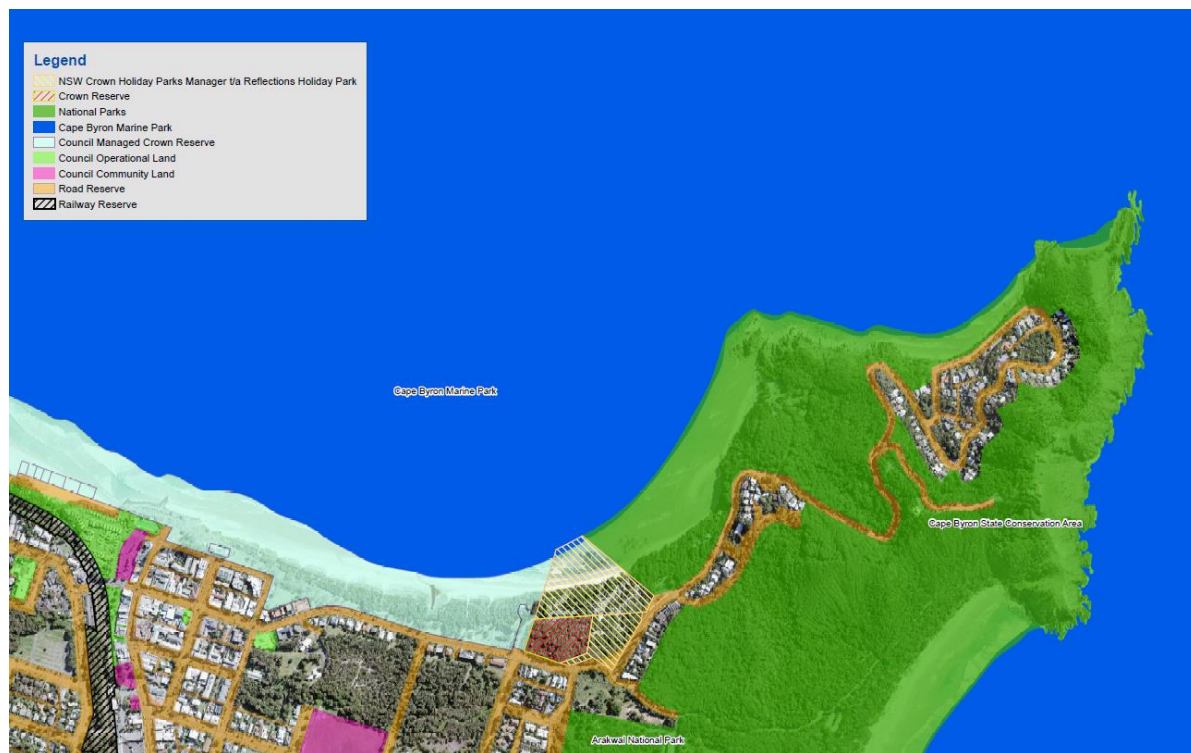 Legend
NSW Crown Holiday Parks Manager t/a Reflections Holiday Park
Crown Reserve
National Parks
Cape Byron Marine Park
Council Managed Crown Reserve
Council Operational Land
Council Community Land
Road Reserve
Railway Reserve
Cape Byron Marine Park
Cape Byron State Conservation Area
Arakwal National Park